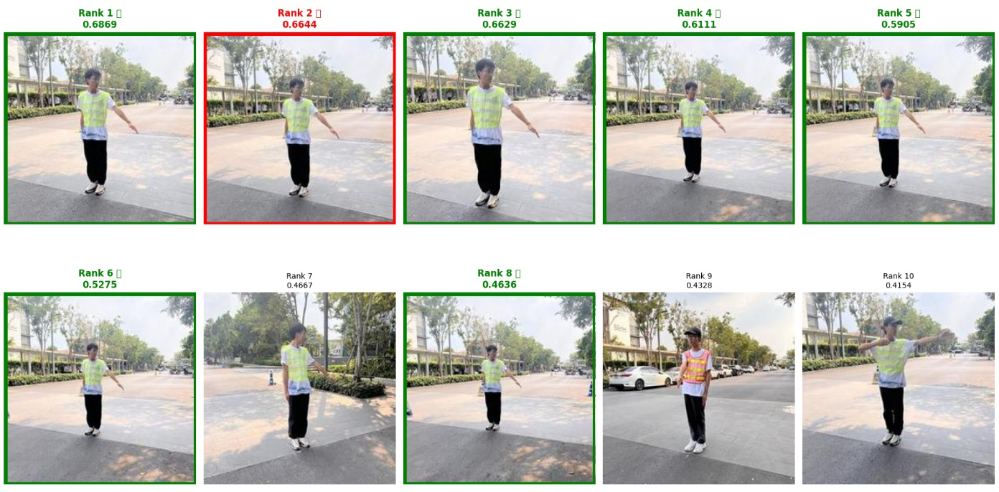 Rank 1
0.6869
Rank 2
0.6644
Rank 3
0.6629
Rank 4
0.6111
Rank 5
0.5905
Rank 6
0.5275
Rank 7
0.4667
Rank 8
0.4636
Rank 9
0.4328
Rank 10
0.4154